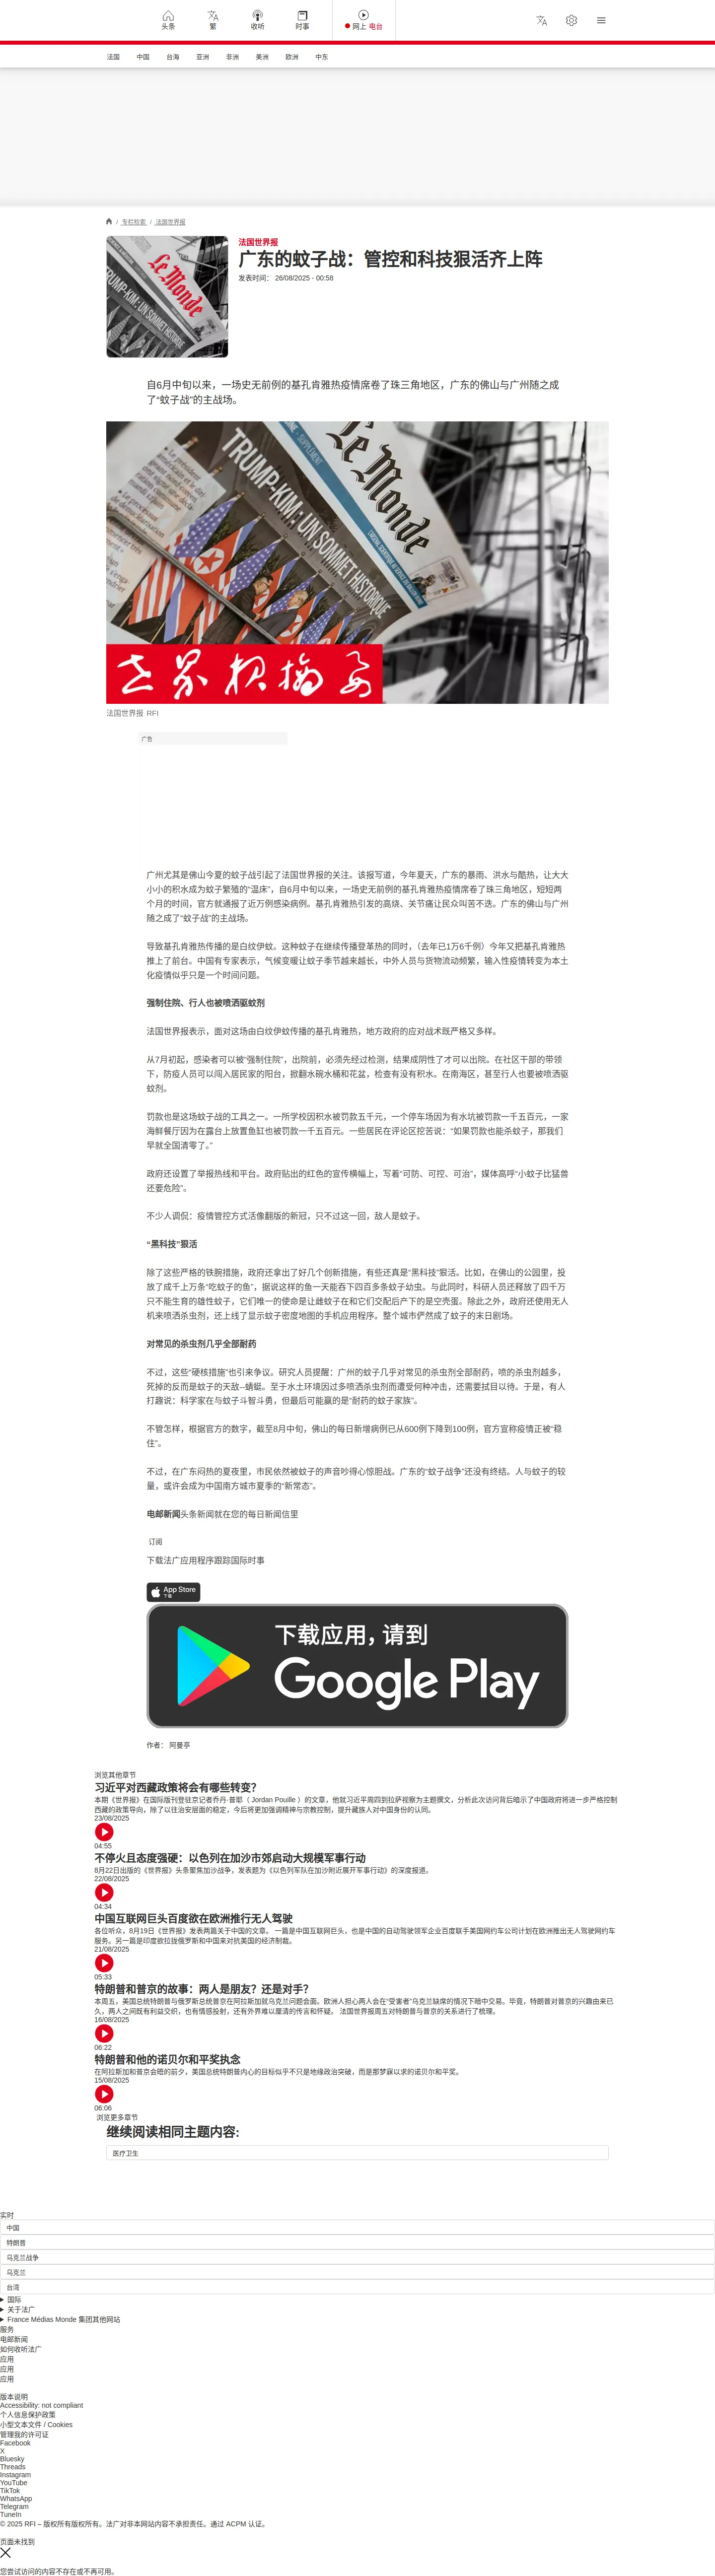 头条
繁
收听
时事
网上 电台
法国 中国 台海 亚洲 非洲 美洲 欧洲 中东
/ 专栏检索 / 法国世界报
法国世界报
广东的蚊子战：管控和科技狠活齐上阵
发表时间： 26/08/2025 - 00:58
自6月中旬以来，一场史无前例的基孔肯雅热疫情席卷了珠三角地区，广东的佛山与广州随之成
了“蚊子战”的主战场。
Le Monde
TRUMP-KIM: UN SOMMET HISTORIQUE
世界报摘要
法国世界报 RFI
广告
广州尤其是佛山今夏的蚊子战引起了法国世界报的关注。该报写道，今年夏天，广东的暴雨、洪水与酷热，让大大
小小的积水成为蚊子繁殖的“温床”，自6月中旬以来，一场史无前例的基孔肯雅热疫情席卷了珠三角地区，短短两
个月的时间，官方就通报了近万例感染病例。基孔肯雅热引发的高烧、关节痛让民众叫苦不迭。广东的佛山与广州
随之成了“蚊子战”的主战场。
导致基孔肯雅热传播的是白纹伊蚊。这种蚊子在继续传播登革热的同时，（去年已1万6千例）今年又把基孔肯雅热
推上了前台。中国有专家表示，气候变暖让蚊子季节越来越长，中外人员与货物流动频繁，输入性疫情转变为本土
化疫情似乎只是一个时间问题。
强制住院、行人也被喷洒驱蚊剂
法国世界报表示，面对这场由白纹伊蚊传播的基孔肯雅热，地方政府的应对战术既严格又多样。
从7月初起，感染者可以被“强制住院”，出院前，必须先经过检测，结果成阴性了才可以出院。在社区干部的带领
下，防疫人员可以闯入居民家的阳台，掀翻水碗水桶和花盆，检查有没有积水。在南海区，甚至行人也要被喷洒驱
蚊剂。
罚款也是这场蚊子战的工具之一。一所学校因积水被罚款五千元，一个停车场因为有水坑被罚款一千五百元，一家
海鲜餐厅因为在露台上放置鱼缸也被罚款一千五百元。一些居民在评论区挖苦说：“如果罚款也能杀蚊子，那我们
早就全国清零了。”
政府还设置了举报热线和平台。政府贴出的红色的宣传横幅上，写着“可防、可控、可治”，媒体高呼“小蚊子比猛兽
还要危险”。
不少人调侃：疫情管控方式活像翻版的新冠，只不过这一回，敌人是蚊子。
“黑科技”狠活
除了这些严格的铁腕措施，政府还拿出了好几个创新措施，有些还真是“黑科技”狠活。比如，在佛山的公园里，投
放了成千上万条“吃蚊子的鱼”，据说这样的鱼一天能吞下四百多条蚊子幼虫。与此同时，科研人员还释放了四千万
只不能生育的雄性蚊子，它们唯一的使命是让雌蚊子在和它们交配后产下的是空壳蛋。除此之外，政府还使用无人
机来喷洒杀虫剂，还上线了显示蚊子密度地图的手机应用程序。整个城市俨然成了蚊子的末日剧场。
对常见的杀虫剂几乎全部耐药
不过，这些“硬核措施”也引来争议。研究人员提醒：广州的蚊子几乎对常见的杀虫剂全部耐药，喷的杀虫剂越多，
死掉的反而是蚊子的天敌--蜻蜓。至于水土环境因过多喷洒杀虫剂而遭受何种冲击，还需要拭目以待。于是，有人
打趣说：科学家在与蚊子斗智斗勇，但最后可能赢的是“耐药的蚊子家族”。
不管怎样，根据官方的数字，截至8月中旬，佛山的每日新增病例已从600例下降到100例，官方宣称疫情正被“稳
住”。
不过，在广东闷热的夏夜里，市民依然被蚊子的声音吵得心惊胆战。广东的“蚊子战争”还没有终结。人与蚊子的较
量，或许会成为中国南方城市夏季的“新常态”。
电邮新闻头条新闻就在您的每日新闻信里
订阅
下载法广应用程序跟踪国际时事
App Store
下载
下载应用，请到
Google Play
作者： 阿曼亭
浏览其他章节
习近平对西藏政策将会有哪些转变？
本期《世界报》在国际版刊登驻京记者乔丹·普耶（ Jordan Pouille ）的文章，他就习近平周四到拉萨视察为主题撰文，分析此次访问背后暗示了中国政府将进一步严格控制
西藏的政策导向，除了以往治安层面的稳定，今后将更加强调精神与宗教控制，提升藏族人对中国身份的认同。
23/08/2025
04:55
不停火且态度强硬：以色列在加沙市郊启动大规模军事行动
8月22日出版的《世界报》头条聚焦加沙战争，发表题为《以色列军队在加沙附近展开军事行动》的深度报道。
22/08/2025
04:34
中国互联网巨头百度欲在欧洲推行无人驾驶
各位听众，8月19日《世界报》发表两篇关于中国的文章。 一篇是中国互联网巨头，也是中国的自动驾驶领军企业百度联手美国网约车公司计划在欧洲推出无人驾驶网约车
服务。另一篇是印度欲拉拢俄罗斯和中国来对抗美国的经济制裁。
21/08/2025
05:33
特朗普和普京的故事：两人是朋友？还是对手？
本周五，美国总统特朗普与俄罗斯总统普京在阿拉斯加就乌克兰问题会面。欧洲人担心两人会在“受害者”乌克兰缺席的情况下暗中交易。毕竟，特朗普对普京的兴趣由来已
久，两人之间既有利益交织，也有情感投射，还有外界难以厘清的传言和怀疑。 法国世界报周五对特朗普与普京的关系进行了梳理。
16/08/2025
06:22
特朗普和他的诺贝尔和平奖执念
在阿拉斯加和普京会晤的前夕，美国总统特朗普内心的目标似乎不只是地缘政治突破，而是那梦寐以求的诺贝尔和平奖。
15/08/2025
06:06
浏览更多章节
继续阅读相同主题内容:
医疗卫生
实时
中国
特朗普
乌克兰战争
乌克兰
台湾
国际
关于法广
France Médias Monde 集团其他网站
服务
电邮新闻
如何收听法广
应用
应用
应用
版本说明
Accessibility: not compliant
个人信息保护政策
小型文本文件 / Cookies
管理我的许可证
Facebook
X
Bluesky
Threads
Instagram
YouTube
TikTok
WhatsApp
Telegram
TuneIn
© 2025 RFI – 版权所有版权所有。法广对非本网站内容不承担责任。通过 ACPM 认证。
页面未找到
您尝试访问的内容不存在或不再可用。